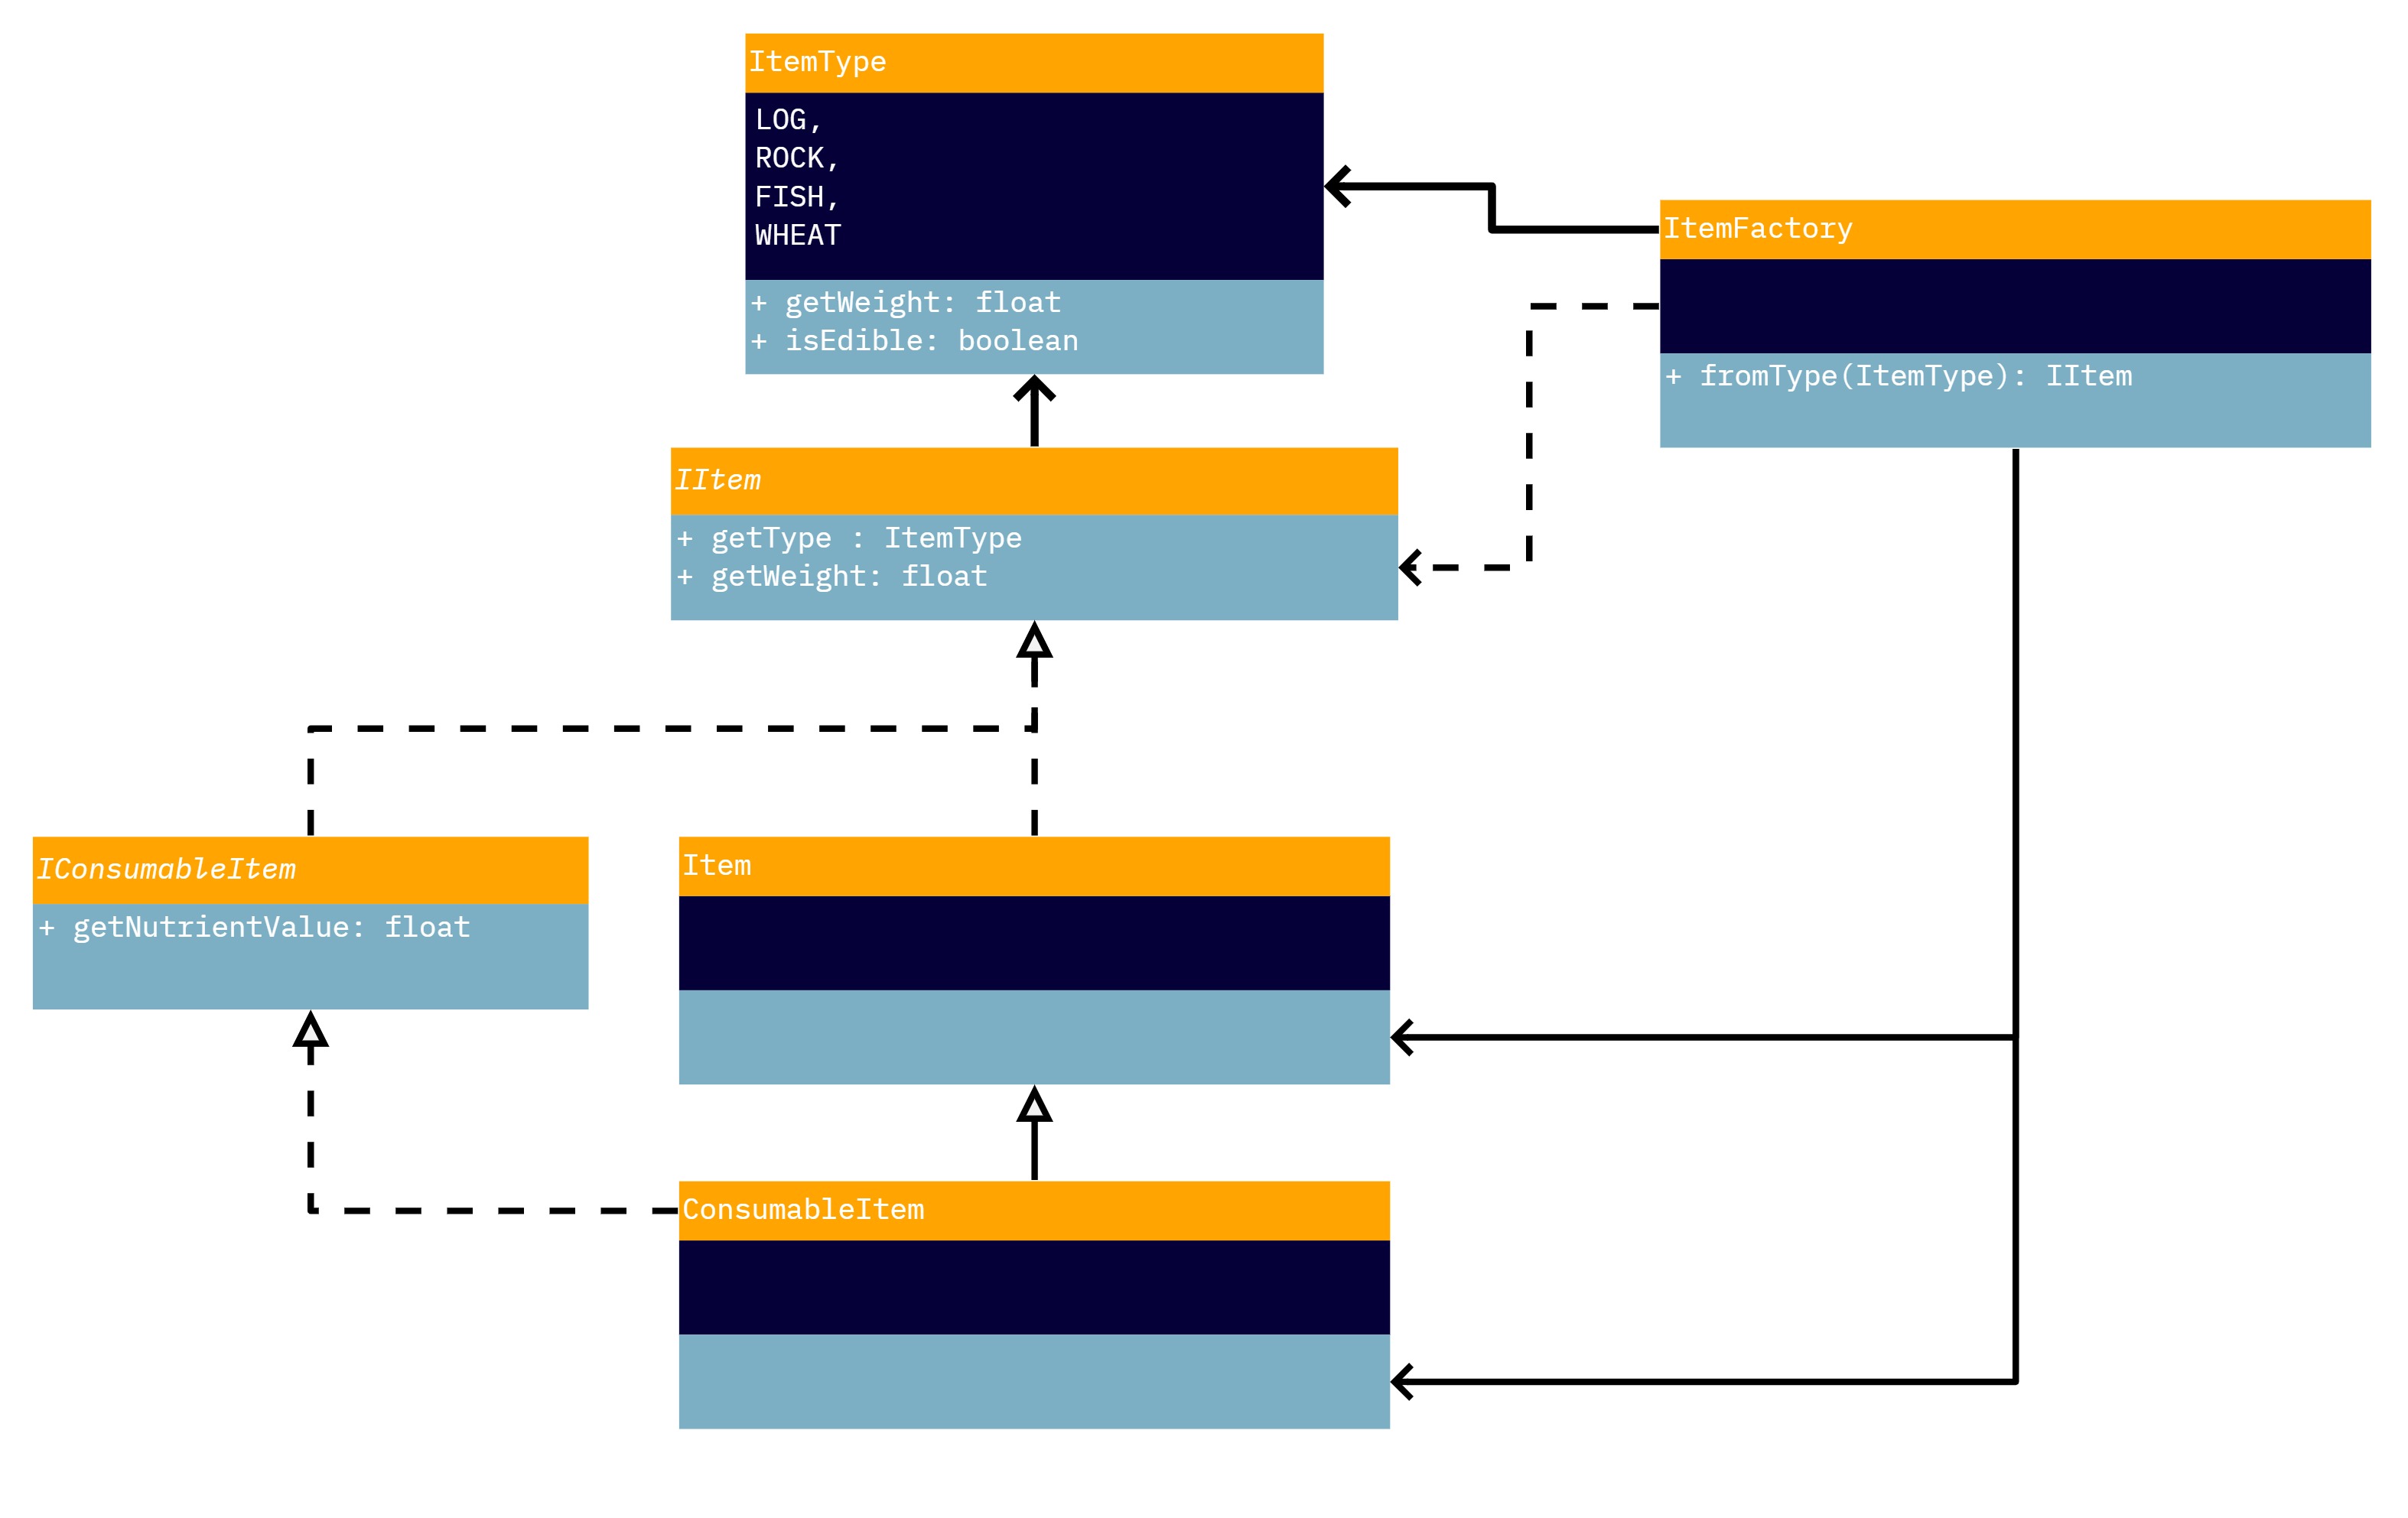 ItemType
LOG,
ROCK,
FISH,
WHEAT
+ getWeight: float
+ isEdible: boolean
ItemFactory
+ fromType(ItemType): IItem
IItem
+ getType : ItemType
+ getWeight: float
IConsumableItem
+ getNutrientValue: float
Item
ConsumableItem